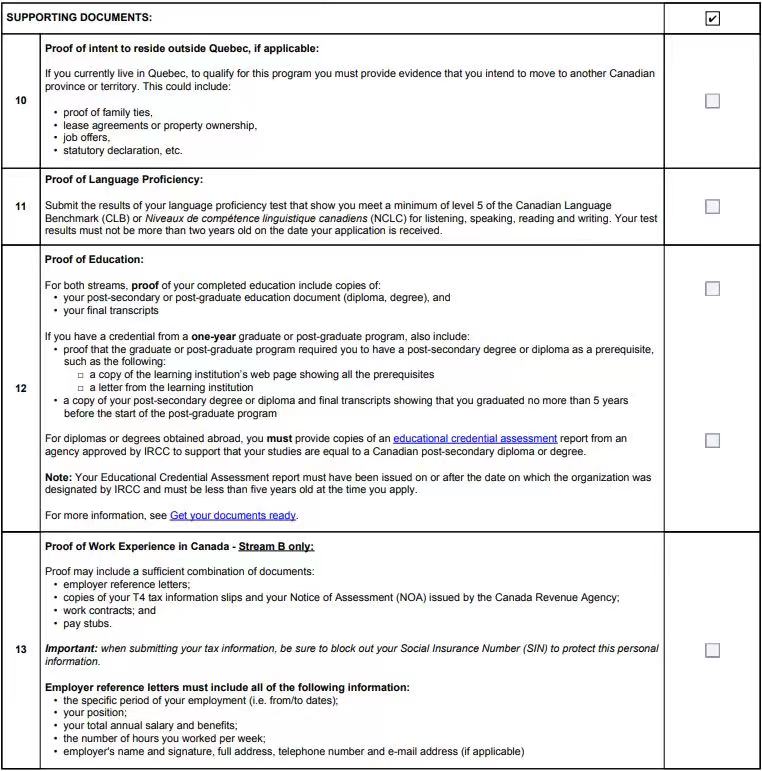 SUPPORTING DOCUMENTS: ✔
Proof of intent to reside outside Quebec, if applicable:
If you currently live in Quebec, to qualify for this program you must provide evidence that you intend to move to another Canadian
province or territory. This could include:
10
• proof of family ties,
• lease agreements or property ownership,
• job offers,
• statutory declaration, etc.
Proof of Language Proficiency:
11
Submit the results of your language proficiency test that show you meet a minimum of level 5 of the Canadian Language
Benchmark (CLB) or Niveaux de compétence linguistique canadiens (NCLC) for listening, speaking, reading and writing. Your test
results must not be more than two years old on the date your application is received.
Proof of Education:
For both streams, proof of your completed education include copies of:
• your post-secondary or post-graduate education document (diploma, degree), and
• your final transcripts
If you have a credential from a one-year graduate or post-graduate program, also include:
• proof that the graduate or post-graduate program required you to have a post-secondary degree or diploma as a prerequisite,
such as the following:
□ a copy of the learning institution's web page showing all the prerequisites
□ a letter from the learning institution
12
• a copy of your post-secondary degree or diploma and final transcripts showing that you graduated no more than 5 years
before the start of the post-graduate program
For diplomas or degrees obtained abroad, you must provide copies of an educational credential assessment report from an
agency approved by IRCC to support that your studies are equal to a Canadian post-secondary diploma or degree.
Note: Your Educational Credential Assessment report must have been issued on or after the date on which the organization was
designated by IRCC and must be less than five years old at the time you apply.
For more information, see Get your documents ready.
Proof of Work Experience in Canada - Stream B only:
Proof may include a sufficient combination of documents:
• employer reference letters;
• copies of your T4 tax information slips and your Notice of Assessment (NOA) issued by the Canada Revenue Agency;
• work contracts; and
• pay stubs.
13
Important: when submitting your tax information, be sure to block out your Social Insurance Number (SIN) to protect this personal
information.
Employer reference letters must include all of the following information:
• the specific period of your employment (i.e. from/to dates);
• your position;
• your total annual salary and benefits;
• the number of hours you worked per week;
• employer's name and signature, full address, telephone number and e-mail address (if applicable)